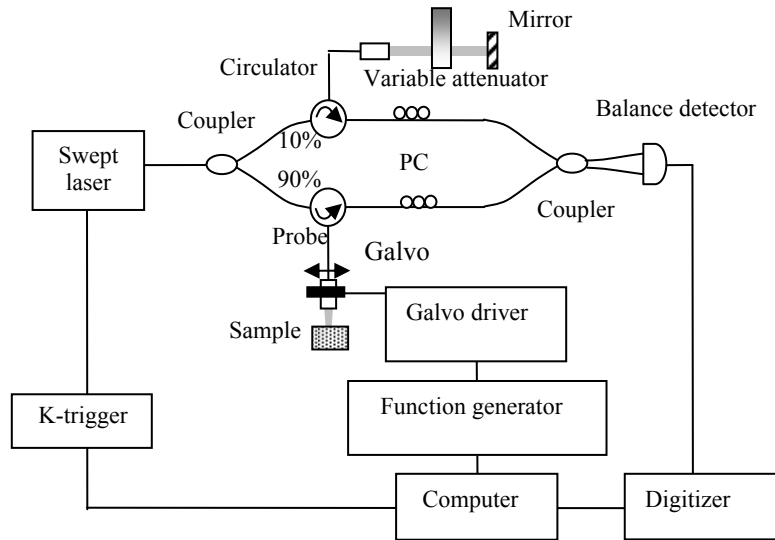 Mirror
Circulator
Variable attenuator
Balance detector
Coupler
Swept
laser
10%
PC
90%
Coupler
Probe
Galvo
Sample
Galvo driver
K-trigger
Function generator
Computer
Digitizer